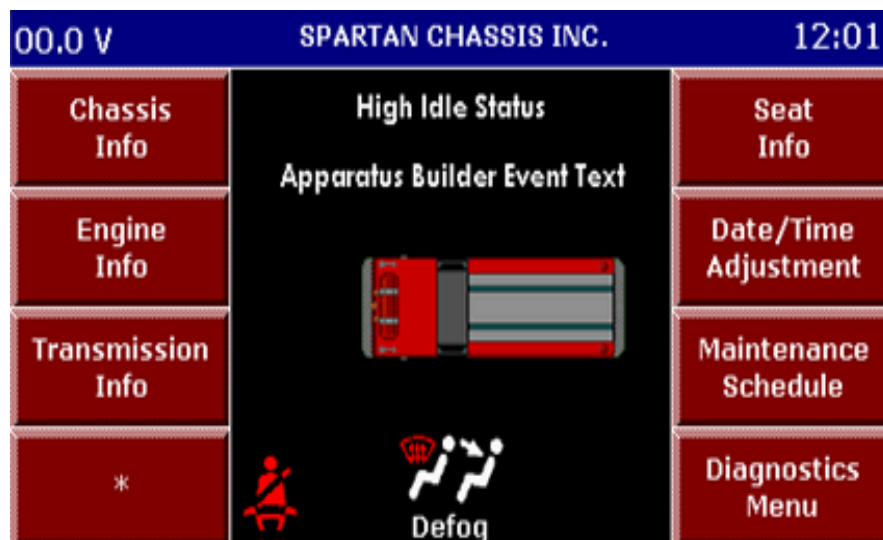 00.0 V
SPARTAN CHASSIS INC.
12:01
Chassis
Info
Engine
Info
Transmission
Info
*
High Idle Status
Apparatus Builder Event Text
Defog
Seat
Info
Date/Time
Adjustment
Maintenance
Schedule
Diagnostics
Menu